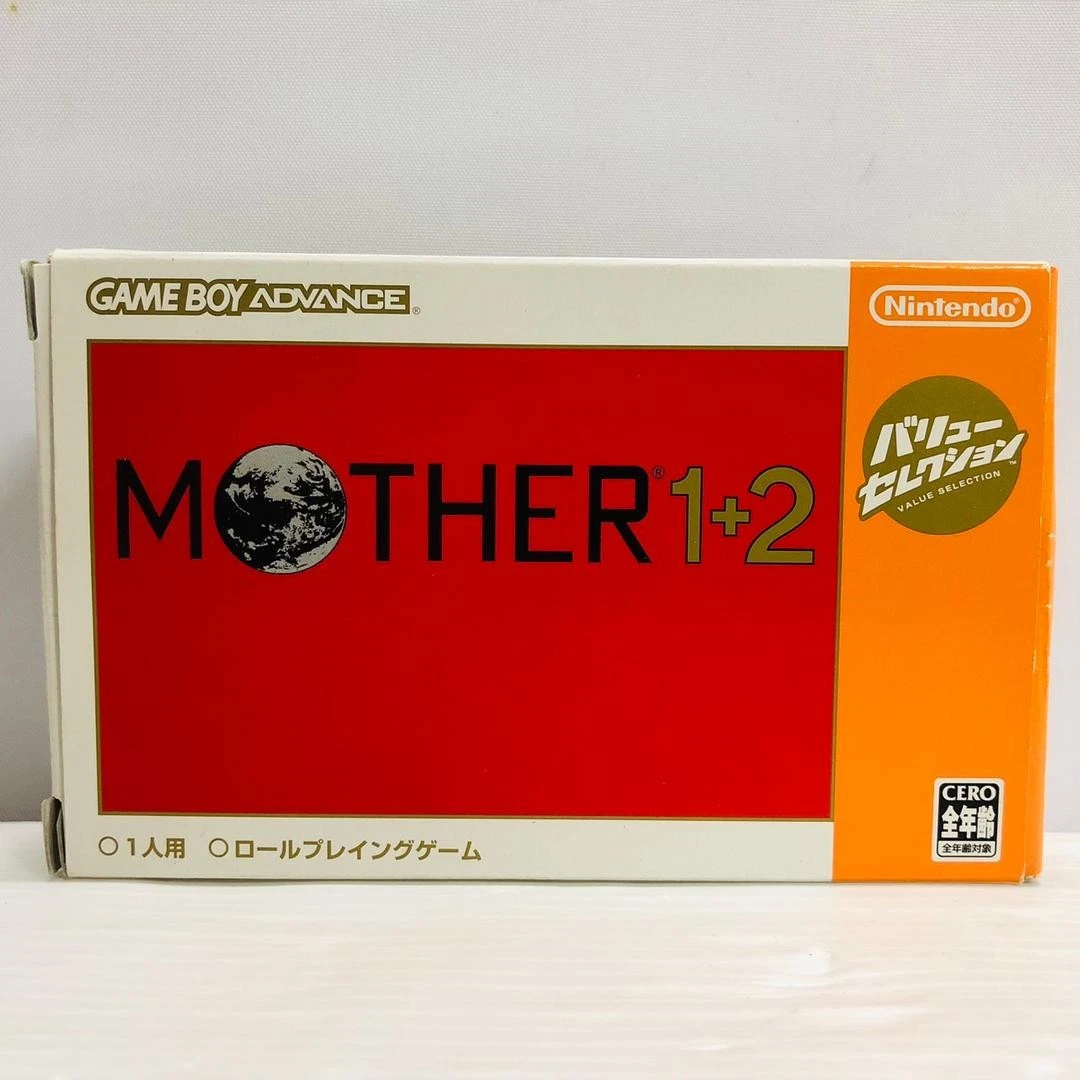 GAME BOY ADVANCE®
Nintendo®
バリュー
セレクション™
VALUE SELECTION
MOTHER®1+2
CERO
全年齢
全年齢対象
○1人用 ○ロールプレイングゲーム